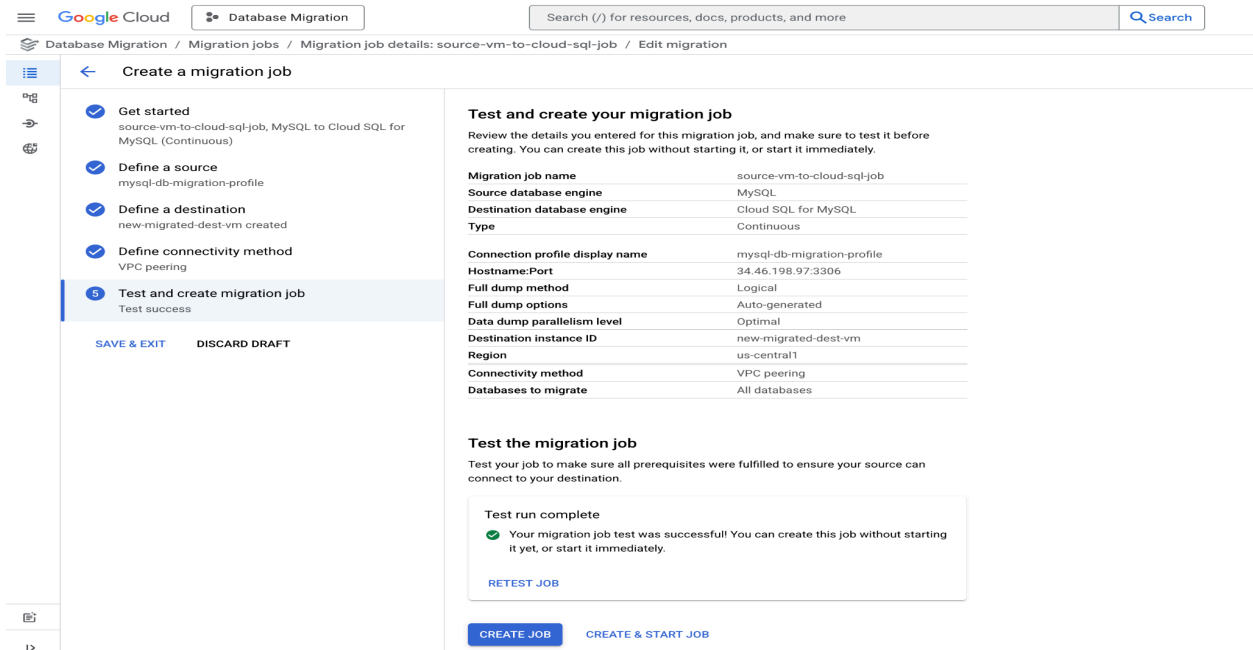 Google Cloud
Database Migration
Search (/) for resources, docs, products, and more
Search
Database Migration / Migration jobs / Migration job details: source-vm-to-cloud-sql-job / Edit migration
Create a migration job
Get started
source-vm-to-cloud-sql-job, MySQL to Cloud SQL for
MySQL (Continuous)
Define a source
mysql-db-migration-profile
Define a destination
new-migrated-dest-vm created
Define connectivity method
VPC peering
5 Test and create migration job
Test success
SAVE & EXIT DISCARD DRAFT
Test and create your migration job
Review the details you entered for this migration job, and make sure to test it before
creating. You can create this job without starting it, or start it immediately.
Migration job name source-vm-to-cloud-sql-job
Source database engine MySQL
Destination database engine Cloud SQL for MySQL
Type Continuous
Connection profile display name mysql-db-migration-profile
Hostname:Port 34.46.198.97:3306
Full dump method Logical
Full dump options Auto-generated
Data dump parallelism level Optimal
Destination instance ID new-migrated-dest-vm
Region us-central1
Connectivity method VPC peering
Databases to migrate All databases
Test the migration job
Test your job to make sure all prerequisites were fulfilled to ensure your source can
connect to your destination.
Test run complete
Your migration job test was successful! You can create this job without starting
it yet, or start it immediately.
RETEST JOB
CREATE JOB CREATE & START JOB